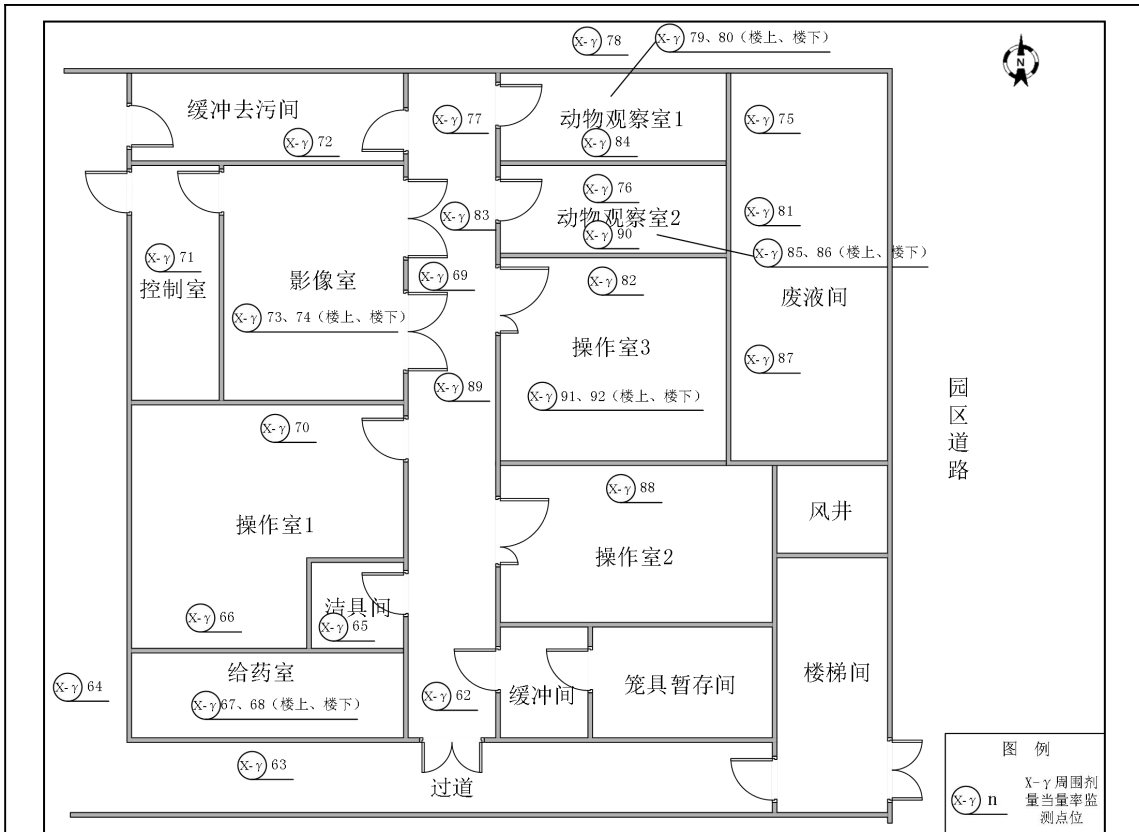 X-γ 78
X-γ 79、80（楼上、楼下）
N
缓冲去污间
X-γ 72
X-γ 77
动物观察室1
X-γ 84
X-γ 75
X-γ 76
动物观察室2
X-γ 90
X-γ 83
X-γ 81
X-γ 85、86（楼上、楼下）
X-γ 71
控制室
影像室
X-γ 69
X-γ 82
废液间
X-γ 73、74（楼上、楼下）
操作室3
X-γ 87
X-γ 89
X-γ 91、92（楼上、楼下）
园区道路
X-γ 70
X-γ 88
操作室1
操作室2
风井
洁具间
X-γ 66
X-γ 65
给药室
X-γ 64
X-γ 67、68（楼上、楼下）
X-γ 62
缓冲间
笼具暂存间
楼梯间
X-γ 63
过道
图 例
X-γ n
X-γ 周围剂
量当量率监
测点位